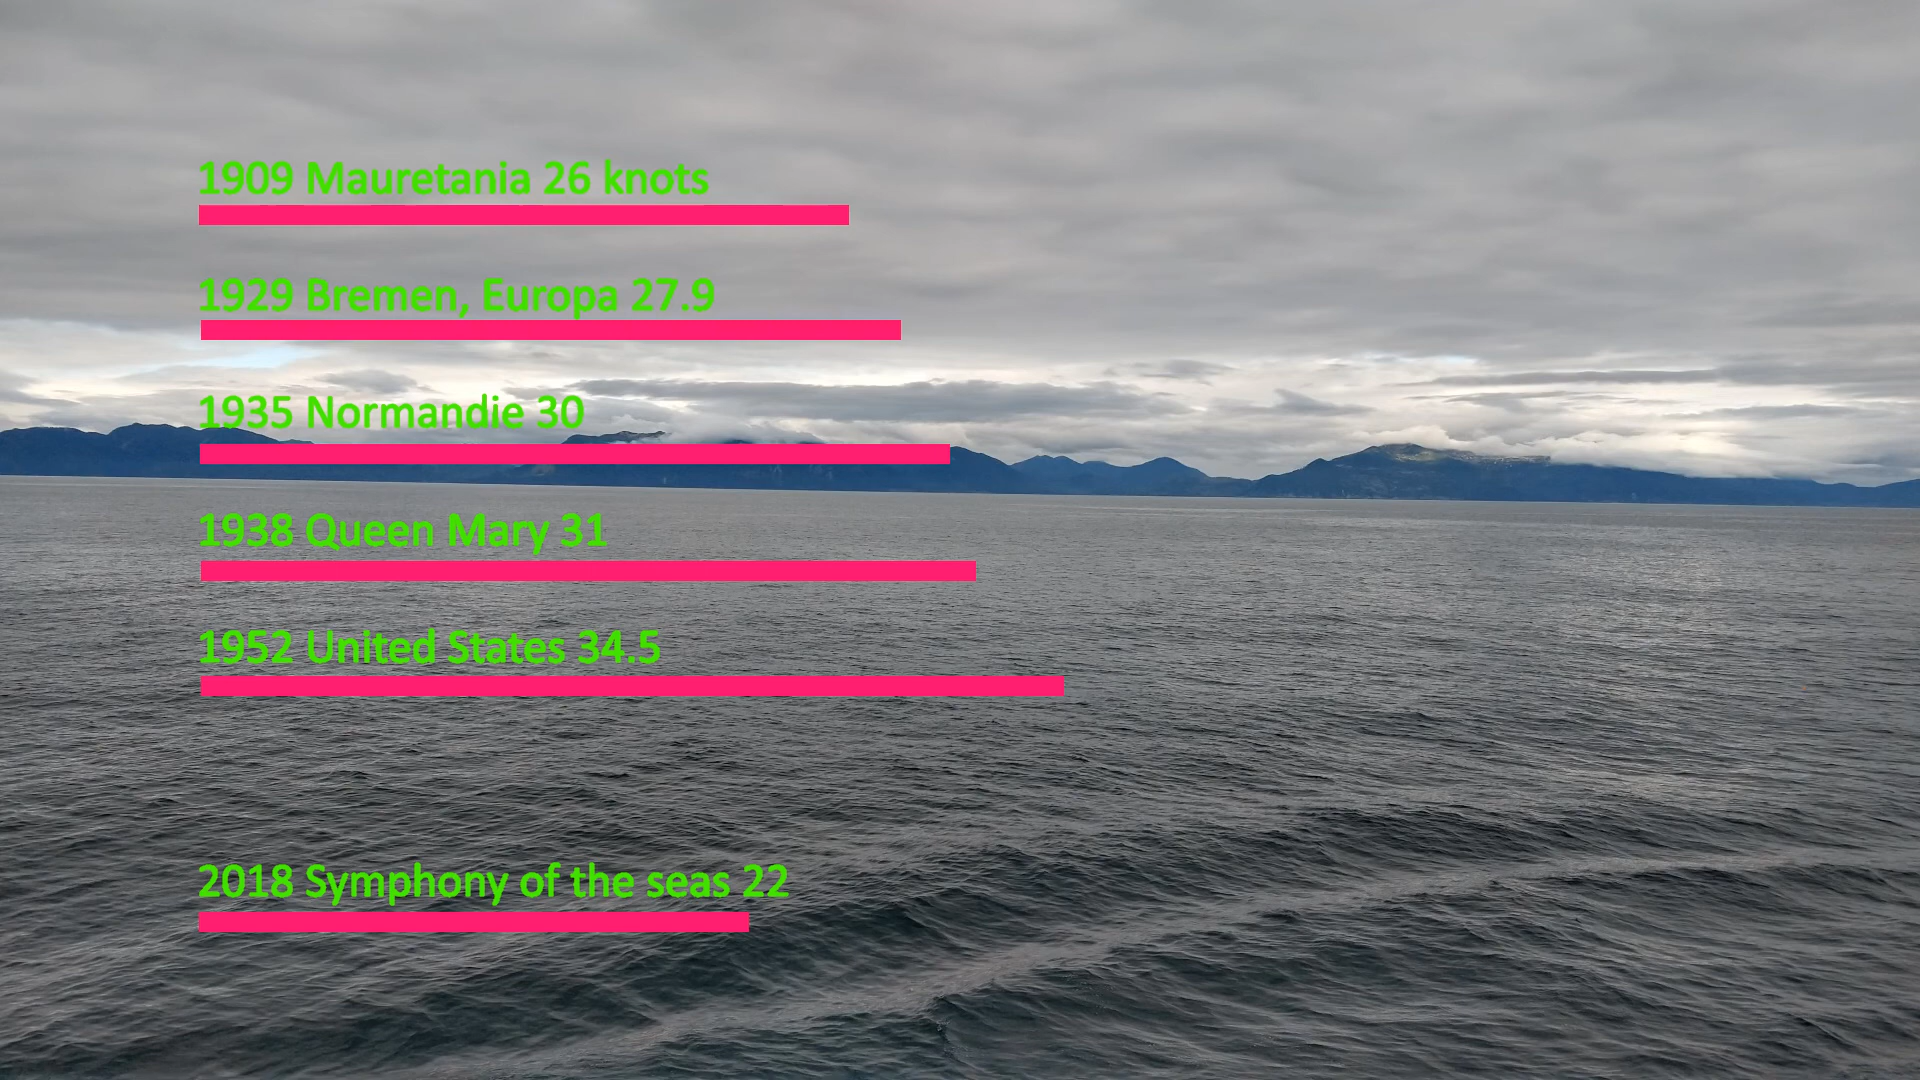 1909 Mauretania 26 knots
1929 Bremen, Europa 27.9
1935 Normandie 30
1938 Queen Mary 31
1952 United States 34.5
2018 Symphony of the seas 22